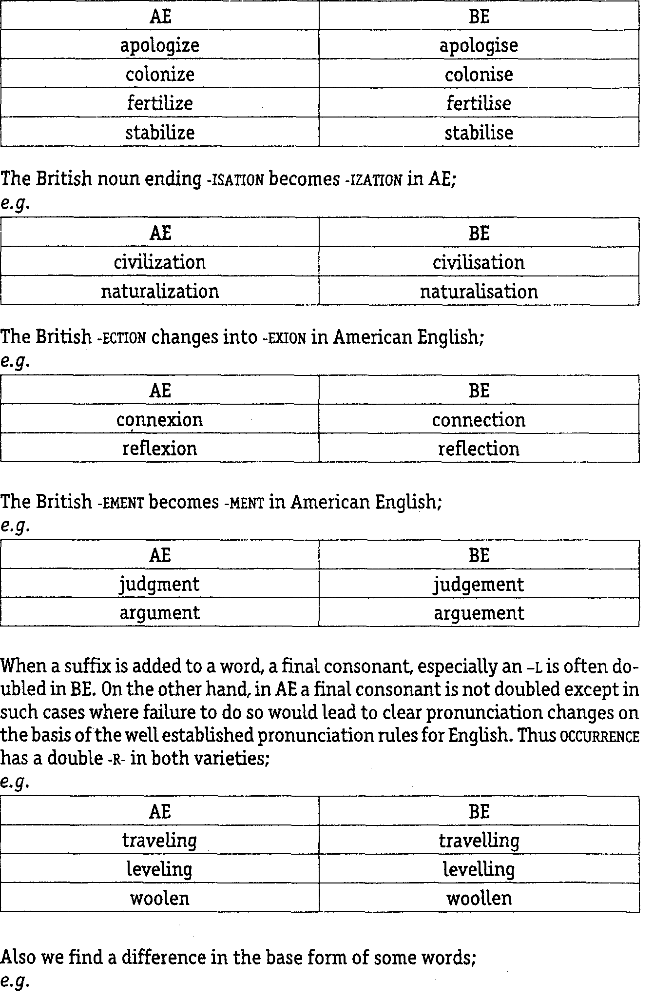 AE BE
apologize apologise
colonize colonise
fertilize fertilise
stabilize stabilise
The British noun ending -ISATION becomes -IZATION in AE;
e.g.
AE BE
civilization civilisation
naturalization naturalisation
The British -ECTION changes into -EXION in American English;
e.g.
AE BE
connexion connection
reflexion reflection
The British -EMENT becomes -MENT in American English;
e.g.
AE BE
judgment judgement
argument arguement
When a suffix is added to a word, a final consonant, especially an –L is often do-
ubled in BE. On the other hand, in AE a final consonant is not doubled except in
such cases where failure to do so would lead to clear pronunciation changes on
the basis of the well established pronunciation rules for English. Thus OCCURRENCE
has a double -R- in both varieties;
e.g.
AE BE
traveling travelling
leveling levelling
woolen woollen
Also we find a difference in the base form of some words;
e.g.